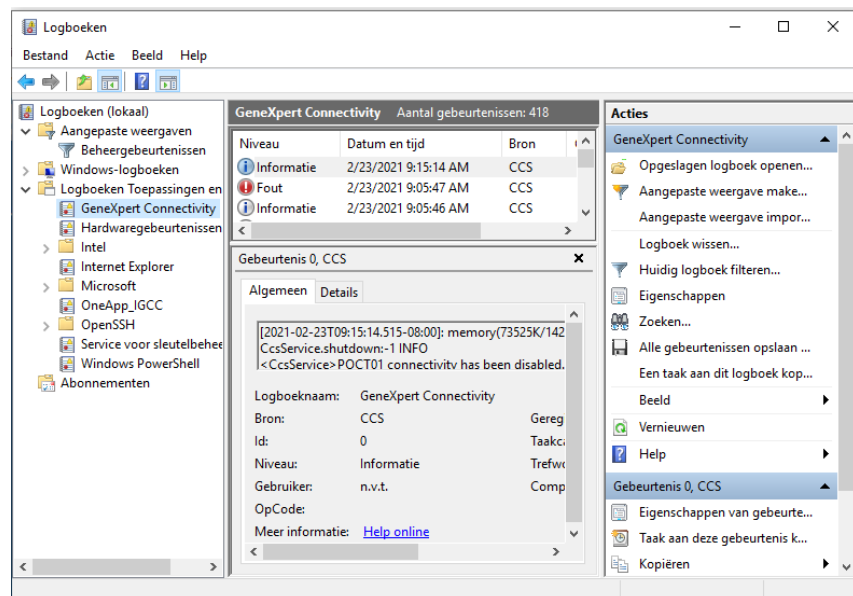 Logboeken
Bestand Actie Beeld Help
Logboeken (lokaal)
Aangepaste weergaven
Beheergebeurtenissen
Windows-logboeken
Logboeken Toepassingen en
GeneXpert Connectivity
Hardwaregebeurtenissen
Intel
Internet Explorer
Microsoft
OneApp_IGCC
OpenSSH
Service voor sleutelbehee
Windows PowerShell
Abonnementen
GeneXpert Connectivity Aantal gebeurtenissen: 418
Niveau Datum en tijd Bron
Informatie 2/23/2021 9:15:14 AM CCS
Fout 2/23/2021 9:05:47 AM CCS
Informatie 2/23/2021 9:05:46 AM CCS
Gebeurtenis 0, CCS
Algemeen Details
[2021-02-23T09:15:14.515-08:00]: memory(73525K/142
CcsService.shutdown:-1 INFO
<CcsService>POCT01 connectivity has been disabled.
Logboeknaam: GeneXpert Connectivity
Bron: CCS Gereg
Id: 0 Taakc
Niveau: Informatie Trefw
Gebruiker: n.v.t. Comp
OpCode:
Meer informatie: Help online
Acties
GeneXpert Connectivity
Opgeslagen logboek openen...
Aangepaste weergave make...
Aangepaste weergave impor...
Logboek wissen...
Huidig logboek filteren...
Eigenschappen
Zoeken...
Alle gebeurtenissen opslaan ...
Een taak aan dit logboek kop...
Beeld
Vernieuwen
Help
Gebeurtenis 0, CCS
Eigenschappen van gebeurte...
Taak aan deze gebeurtenis k...
Kopiëren